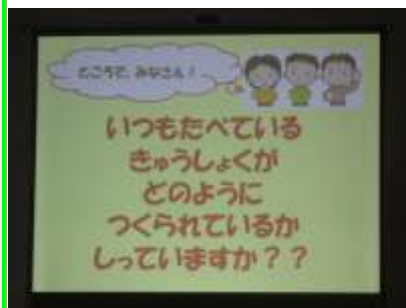 ところで、みなさん！
いつもたべている
きゅうしょくが
どのように
つくられているか
しっていますか？？